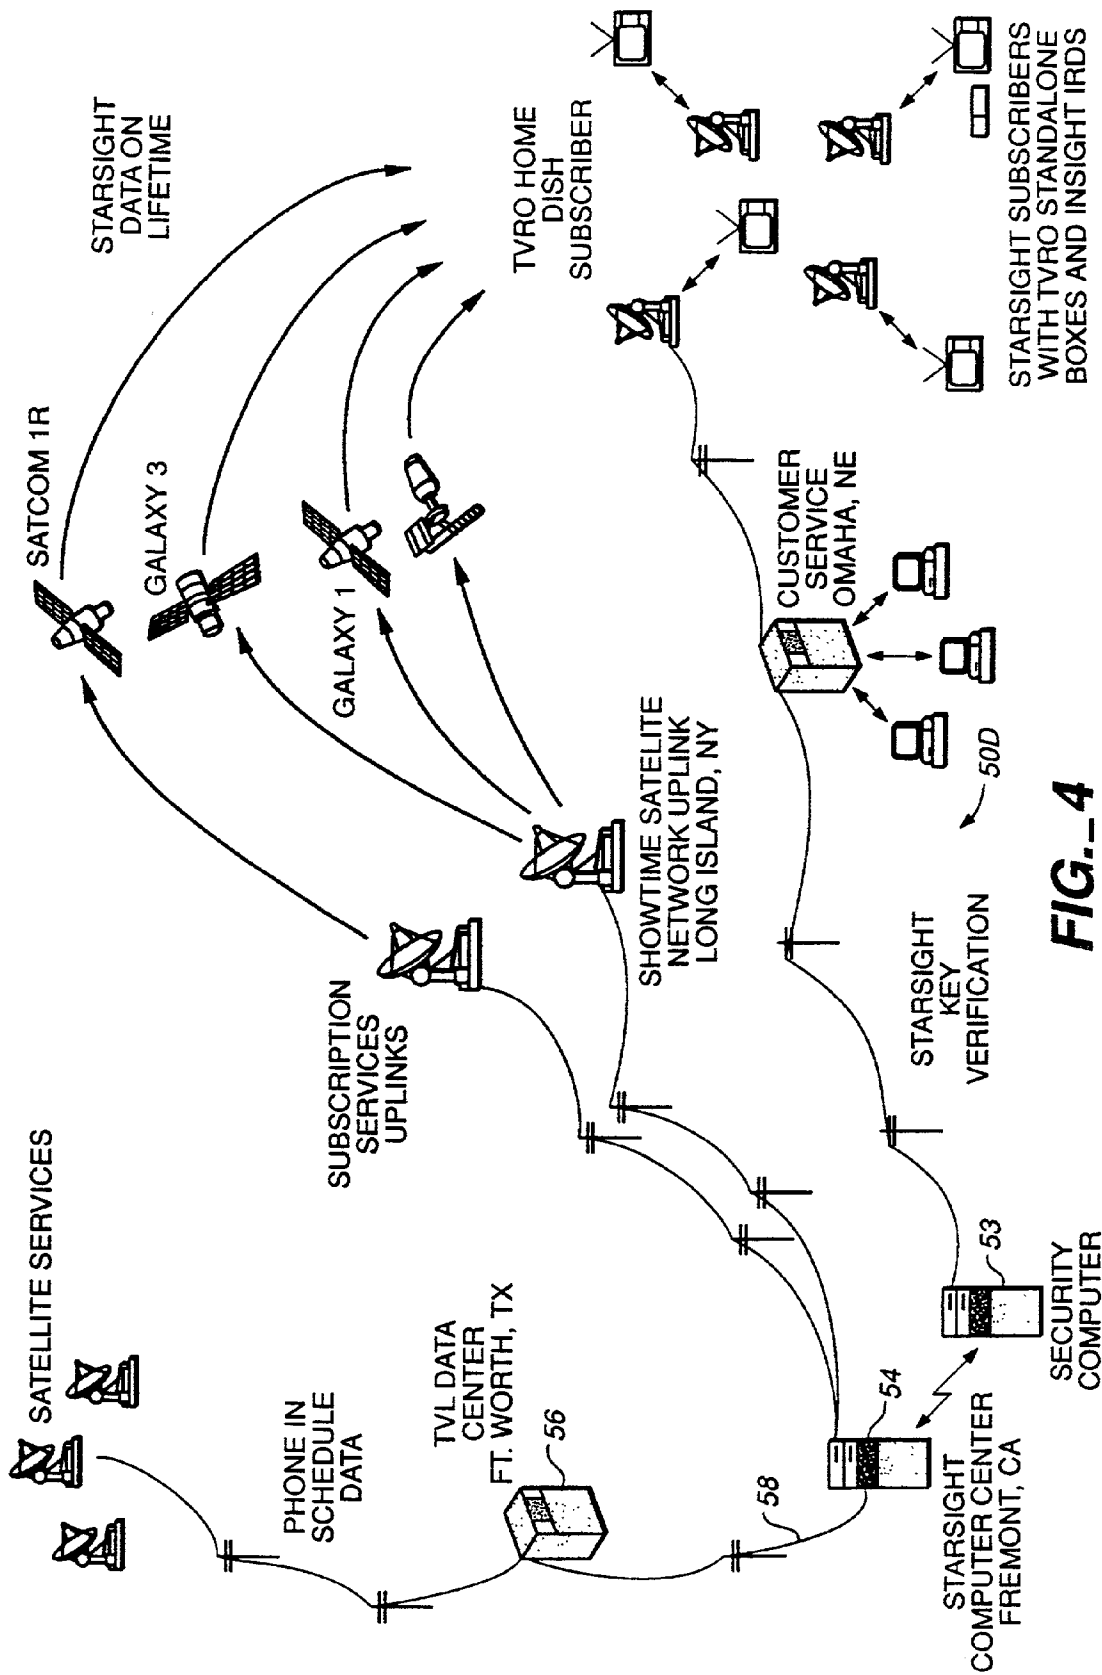 SATELLITE SERVICES
PHONE IN
SCHEDULE
DATA
TVL DATA
CENTER
FT. WORTH, TX
56
58
54
STARSIGHT
COMPUTER CENTER
FREMONT, CA
53
SECURITY
COMPUTER
SUBSCRIPTION
SERVICES
UPLINKS
SHOWTIME SATELITE
NETWORK UPLINK
LONG ISLAND, NY
STARSIGHT
KEY
VERIFICATION
50D
SATCOM 1R
GALAXY 3
GALAXY 1
STARSIGHT
DATA ON
LIFETIME
TVRO HOME
DISH
SUBSCRIBER
CUSTOMER
SERVICE
OMAHA, NE
STARSIGHT SUBSCRIBERS
WITH TVRO STANDALONE
BOXES AND INSIGHT IRDS
FIG._4